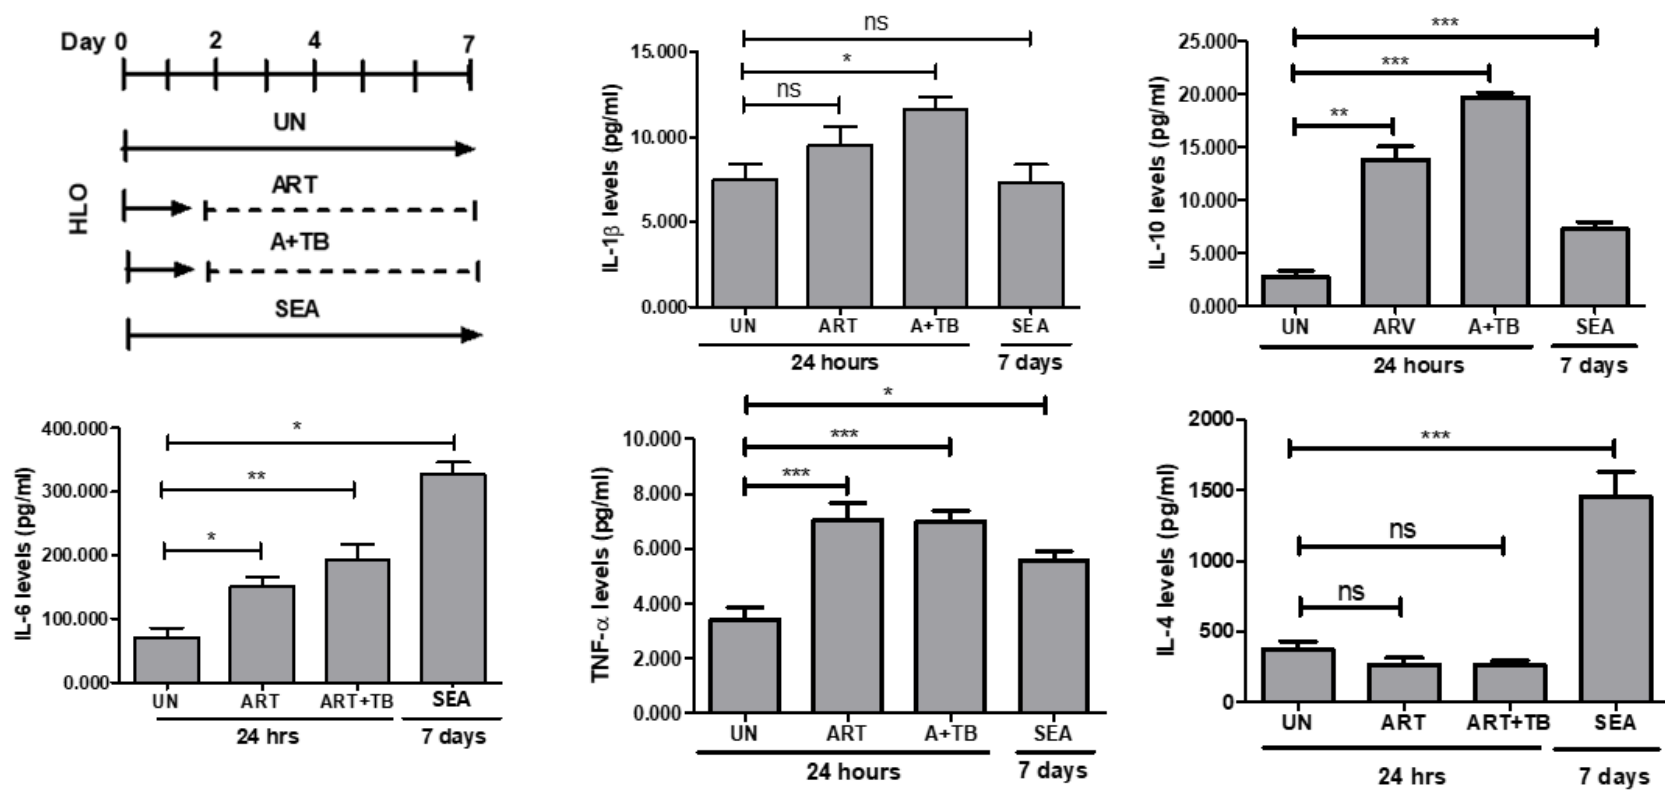 Day 0 2 4 7
UN
ART
A+TB
SEA
HLO
IL-1β levels (pg/ml)
15.000
10.000
5.000
0.000
ns
*
ns
UN ART A+TB SEA
24 hours 7 days
IL-10 levels (pg/ml)
25.000
20.000
15.000
10.000
5.000
0.000
***
***
**
UN ARV A+TB SEA
24 hours 7 days
IL-6 levels (pg/ml)
400.000
300.000
200.000
100.000
0.000
*
**
*
UN ART ART+TB SEA
24 hrs 7 days
TNF-α levels (pg/ml)
10.000
8.000
6.000
4.000
2.000
0.000
*
***
***
UN ART A+TB SEA
24 hours 7 days
IL-4 levels (pg/ml)
2000
1500
1000
500
0
***
ns
ns
UN ART ART+TB SEA
24 hrs 7 days